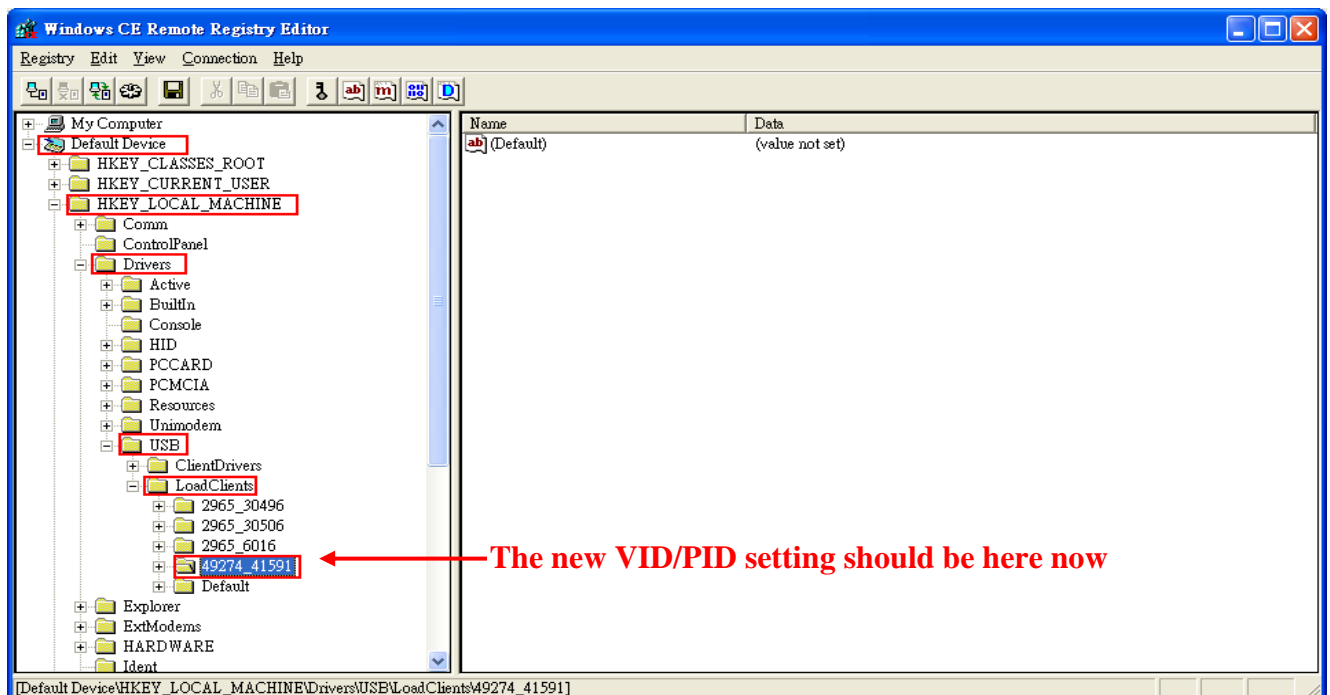 Windows CE Remote Registry Editor
Registry Edit View Connection Help
My Computer
Default Device
HKEY_CLASSES_ROOT
HKEY_CURRENT_USER
HKEY_LOCAL_MACHINE
Comm
ControlPanel
Drivers
Active
BuiltIn
Console
HID
PCCARD
PCMCIA
Resources
Unimodem
USB
ClientDrivers
LoadClients
2965_30496
2965_30506
2965_6016
49274_41591
Default
Explorer
ExtModems
HARDWARE
Ident
Name Data
ab (Default) (value not set)
The new VID/PID setting should be here now
[Default Device\HKEY_LOCAL_MACHINE\Drivers\USB\LoadClients\49274_41591]